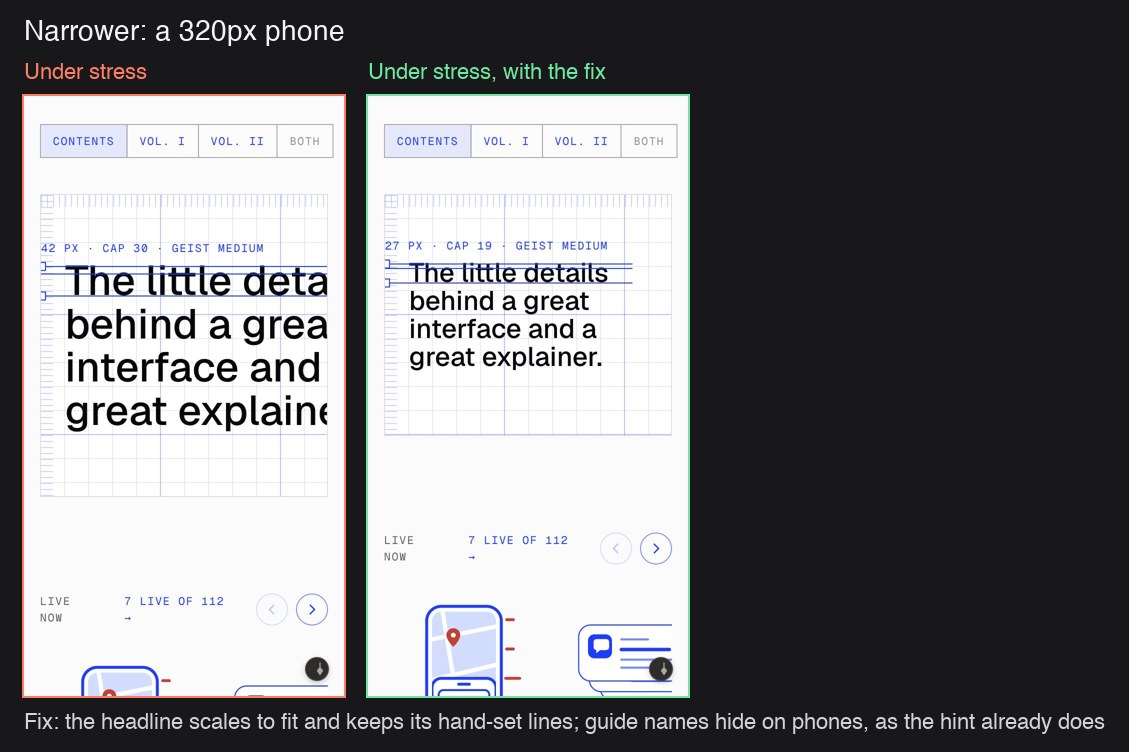 Narrower: a 320px phone
Under stress
CONTENTS VOL. I VOL. II BOTH
42 PX · CAP 30 · GEIST MEDIUM
The little deta
behind a grea
interface and
great explaine
LIVE NOW
7 LIVE OF 112 →
Under stress, with the fix
CONTENTS VOL. I VOL. II BOTH
27 PX · CAP 19 · GEIST MEDIUM
The little details
behind a great
interface and a
great explainer.
LIVE NOW
7 LIVE OF 112 →
Fix: the headline scales to fit and keeps its hand-set lines; guide names hide on phones, as the hint already does